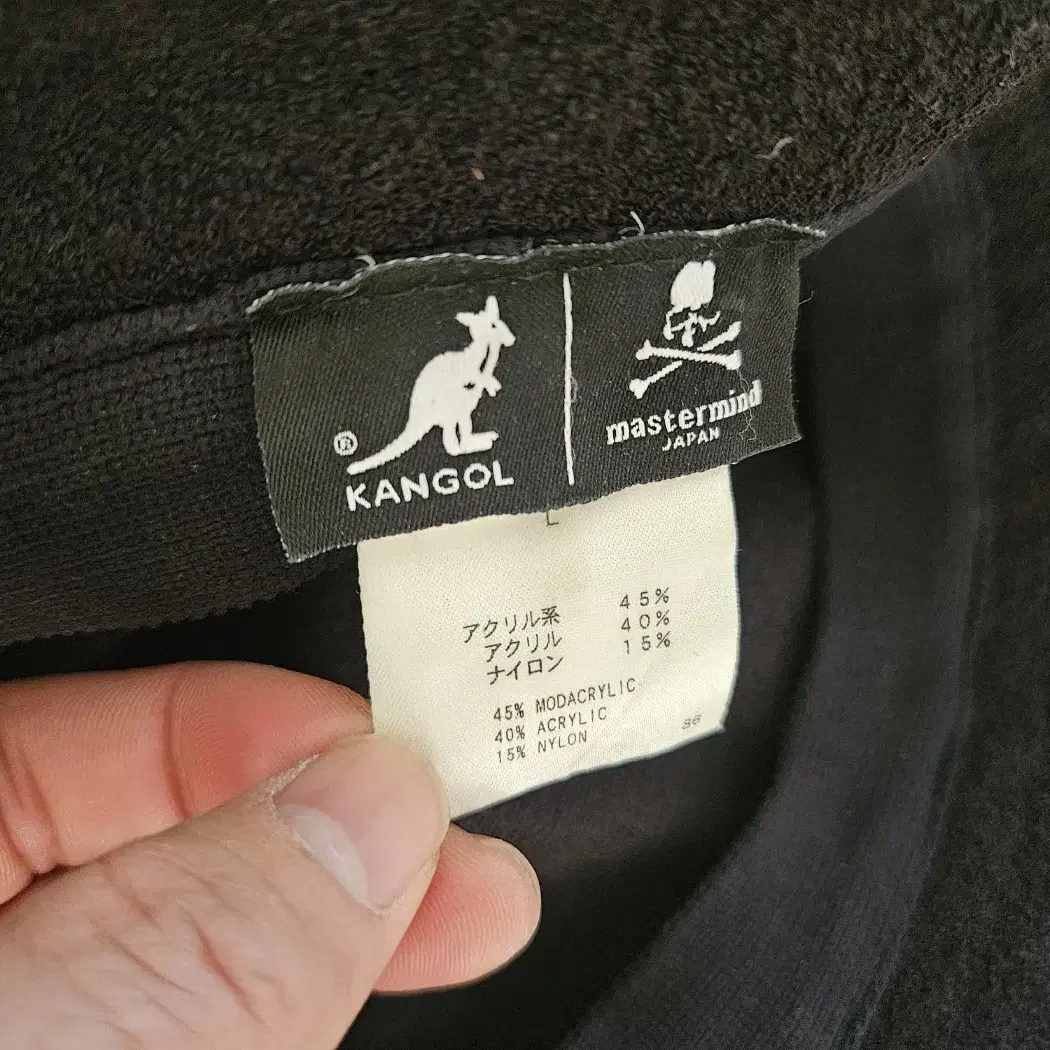 ® KANGOL
mastermind
JAPAN
L
アクリル系 45%
アクリル 40%
ナイロン 15%
45% MODACRYLIC
40% ACRYLIC
15% NYLON